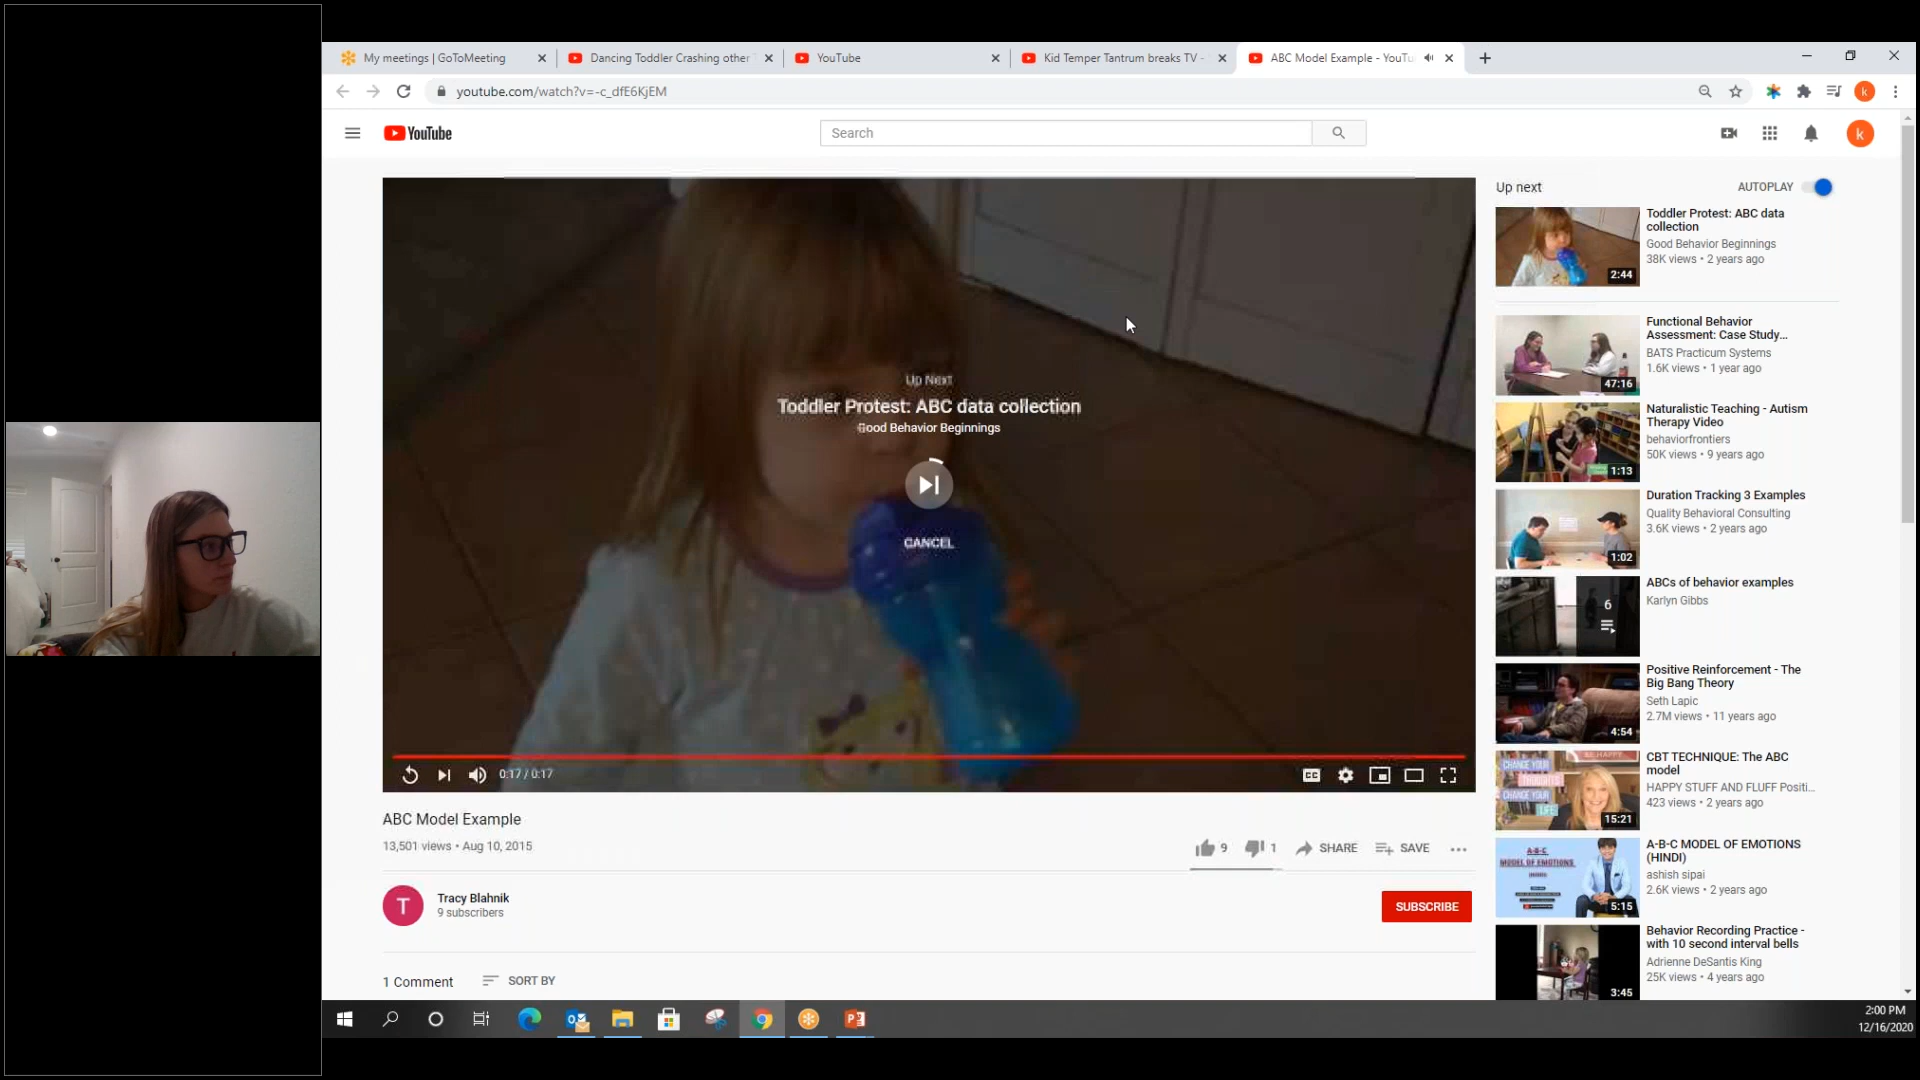 My meetings | GoToMeeting
Dancing Toddler Crashing other
YouTube
Kid Temper Tantrum breaks TV -
ABC Model Example - YouTu
youtube.com/watch?v=-c_dfE6KjEM
k
YouTube
Search
k
Up next
AUTOPLAY
Toddler Protest: ABC data
collection
Good Behavior Beginnings
38K views • 2 years ago
2:44
Functional Behavior
Assessment: Case Study...
BATS Practicum Systems
1.6K views • 1 year ago
47:16
Naturalistic Teaching - Autism
Therapy Video
behaviorfrontiers
50K views • 9 years ago
1:13
Duration Tracking 3 Examples
Quality Behavioral Consulting
3.6K views • 2 years ago
1:02
ABCs of behavior examples
Karlyn Gibbs
6
Positive Reinforcement - The
Big Bang Theory
Seth Lapic
2.7M views • 11 years ago
4:54
CBT TECHNIQUE: The ABC
model
HAPPY STUFF AND FLUFF Positi...
423 views • 2 years ago
CHANGE YOUR
THOUGHTS
CHANGE YOUR
LIFE
15:21
A-B-C MODEL OF EMOTIONS
(HINDI)
ashish sipai
2.6K views • 2 years ago
A-B-C
MODEL OF EMOTIONS
5:15
Behavior Recording Practice -
with 10 second interval bells
Adrienne DeSantis King
25K views • 4 years ago
3:45
Up Next
Toddler Protest: ABC data collection
Good Behavior Beginnings
CANCEL
0:17 / 0:17
CC
ABC Model Example
13,501 views • Aug 10, 2015
9
1
SHARE
SAVE
T
Tracy Blahnik
9 subscribers
SUBSCRIBE
1 Comment
SORT BY
2:00 PM
12/16/2020